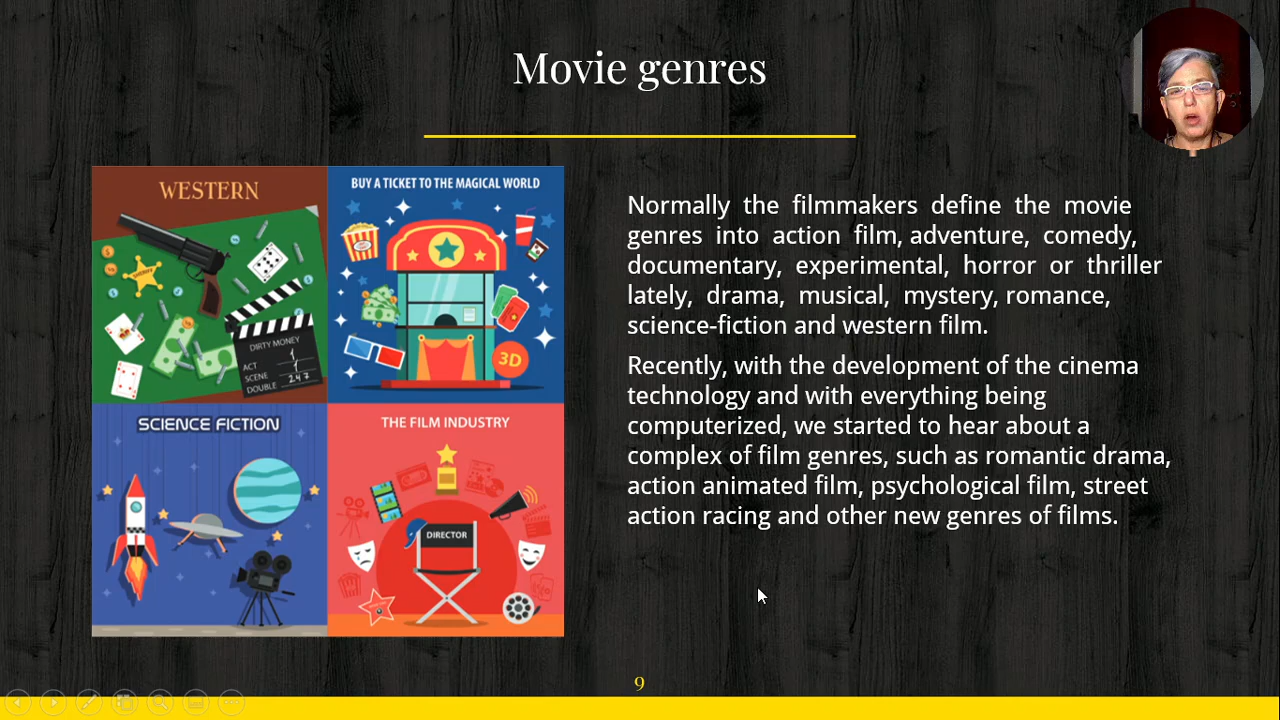 Movie genres
WESTERN
BUY A TICKET TO THE MAGICAL WORLD
SHERIFF
DIRTY MONEY
ACT 1
SCENE 1
DOUBLE 247
3D
SCIENCE FICTION
THE FILM INDUSTRY
DIRECTOR
Normally the filmmakers define the movie
genres into action film, adventure, comedy,
documentary, experimental, horror or thriller
lately, drama, musical, mystery, romance,
science-fiction and western film.
Recently, with the development of the cinema
technology and with everything being
computerized, we started to hear about a
complex of film genres, such as romantic drama,
action animated film, psychological film, street
action racing and other new genres of films.
9